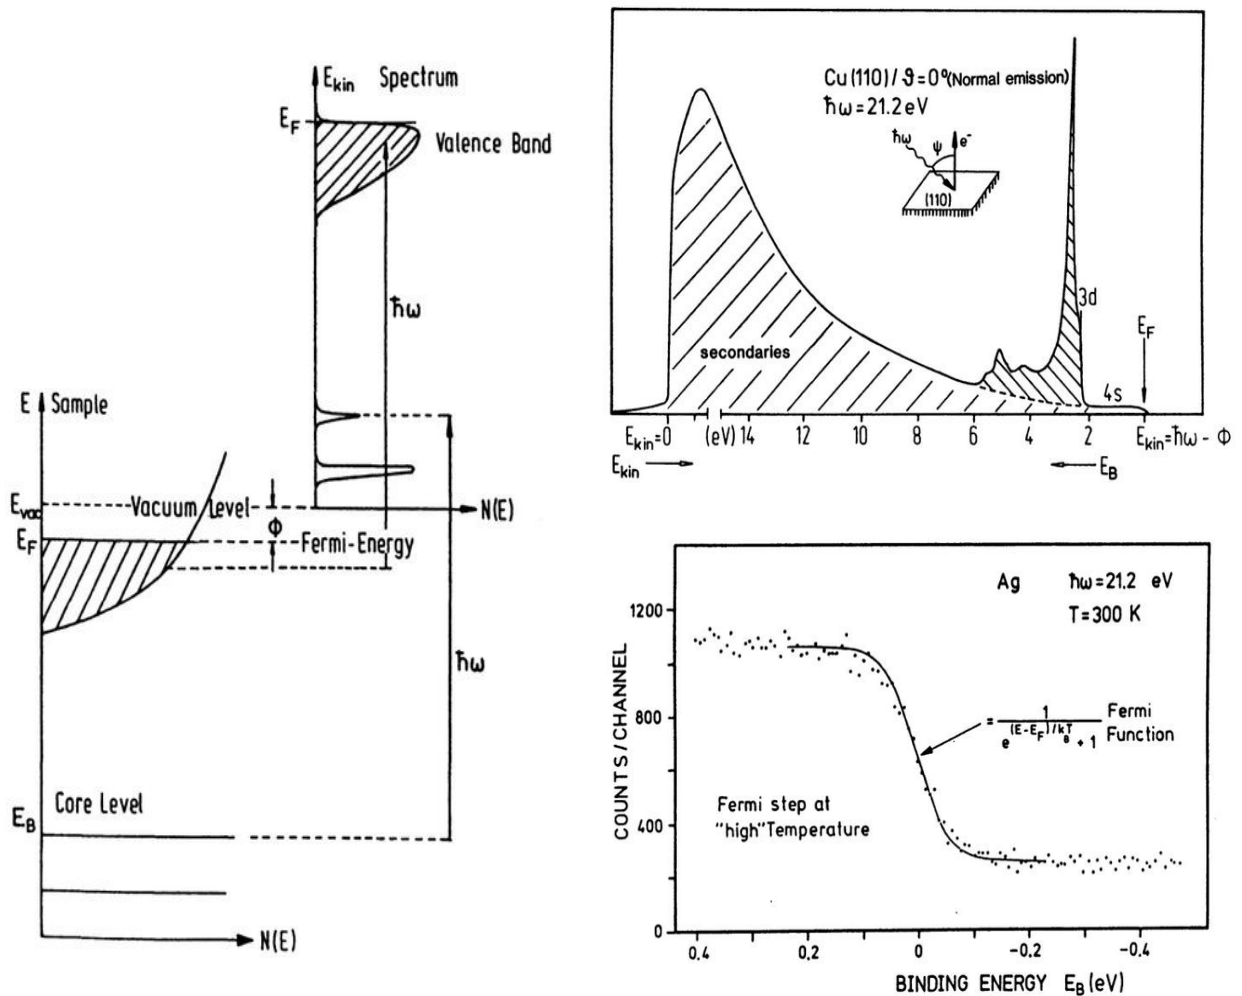 E_kin Spectrum
E_F
Valence Band
ħω
E Sample
E_vac Vacuum Level
N(E)
Φ
E_F Fermi-Energy
ħω
Core Level
E_B
N(E)
Cu(110)/ϑ=0° (Normal emission)
ħω=21.2 eV
ħω ψ e⁻
(110)
3d
E_F
secondaries
4s
E_kin=0 (eV) 14 12 10 8 6 4 2 E_kin=ħω - Φ
E_kin → ← E_B
Ag ħω=21.2 eV
T=300 K
1200
COUNTS/CHANNEL
800
= 1 / e^(E-E_F)/k_BT + 1 Fermi
Function
Fermi step at
"high" Temperature
400
0
0.4 0.2 0 -0.2 -0.4
BINDING ENERGY E_B (eV)